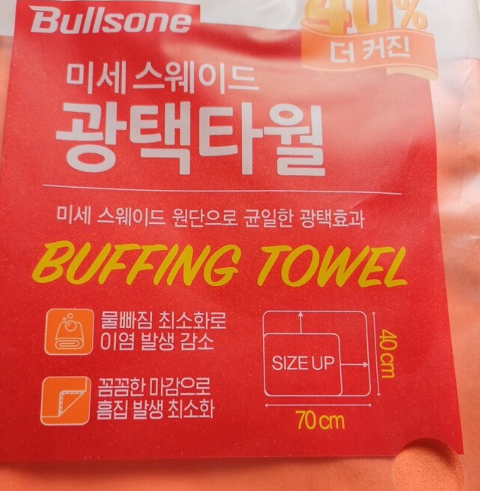 Bullsone
40%
더 커진
미세 스웨이드
광택타월
미세 스웨이드 원단으로 균일한 광택효과
BUFFING TOWEL
물빠짐 최소화로
이염 발생 감소
꼼꼼한 마감으로
흠집 발생 최소화
SIZE UP
40cm
70cm